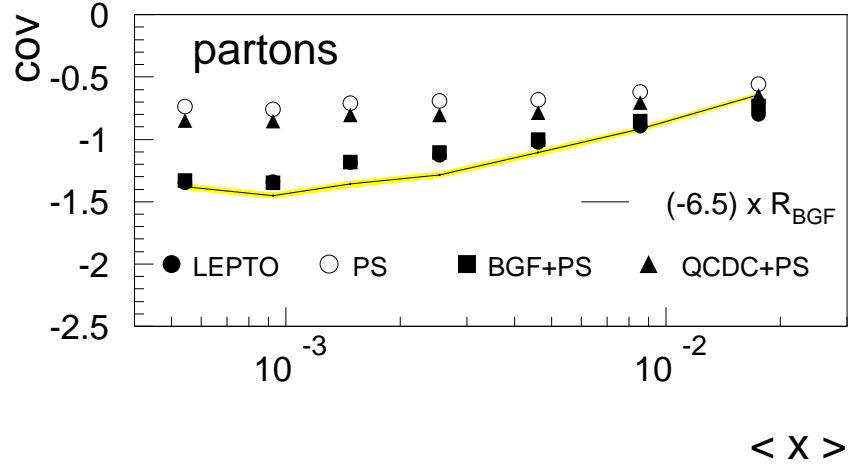 cov
0
-0.5
-1
-1.5
-2
-2.5
partons
(-6.5) x R_BGF
LEPTO PS BGF+PS QCDC+PS
10 -3 10 -2
< x >